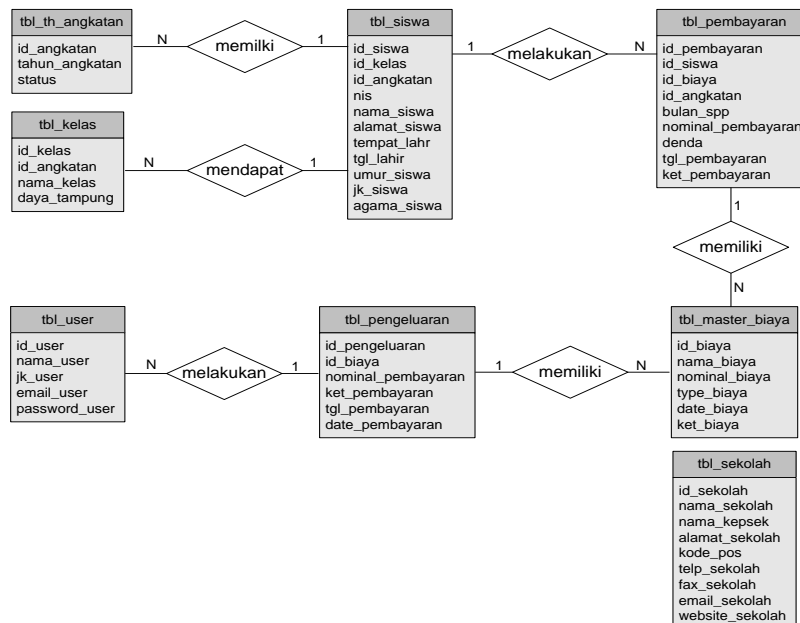 tbl_th_angkatan
id_angkatan
tahun_angkatan
status
N
memilki
1
tbl_siswa
id_siswa
id_kelas
id_angkatan
nis
nama_siswa
alamat_siswa
tempat_lahr
tgl_lahir
umur_siswa
jk_siswa
agama_siswa
1
melakukan
N
tbl_pembayaran
id_pembayaran
id_siswa
id_biaya
id_angkatan
bulan_spp
nominal_pembayaran
denda
tgl_pembayaran
ket_pembayaran
tbl_kelas
id_kelas
id_angkatan
nama_kelas
daya_tampung
N
mendapat
1
1
memiliki
N
tbl_user
id_user
nama_user
jk_user
email_user
password_user
N
melakukan
1
tbl_pengeluaran
id_pengeluaran
id_biaya
nominal_pembayaran
ket_pembayaran
tgl_pembayaran
date_pembayaran
1
memiliki
N
tbl_master_biaya
id_biaya
nama_biaya
nominal_biaya
type_biaya
date_biaya
ket_biaya
tbl_sekolah
id_sekolah
nama_sekolah
nama_kepsek
alamat_sekolah
kode_pos
telp_sekolah
fax_sekolah
email_sekolah
website_sekolah